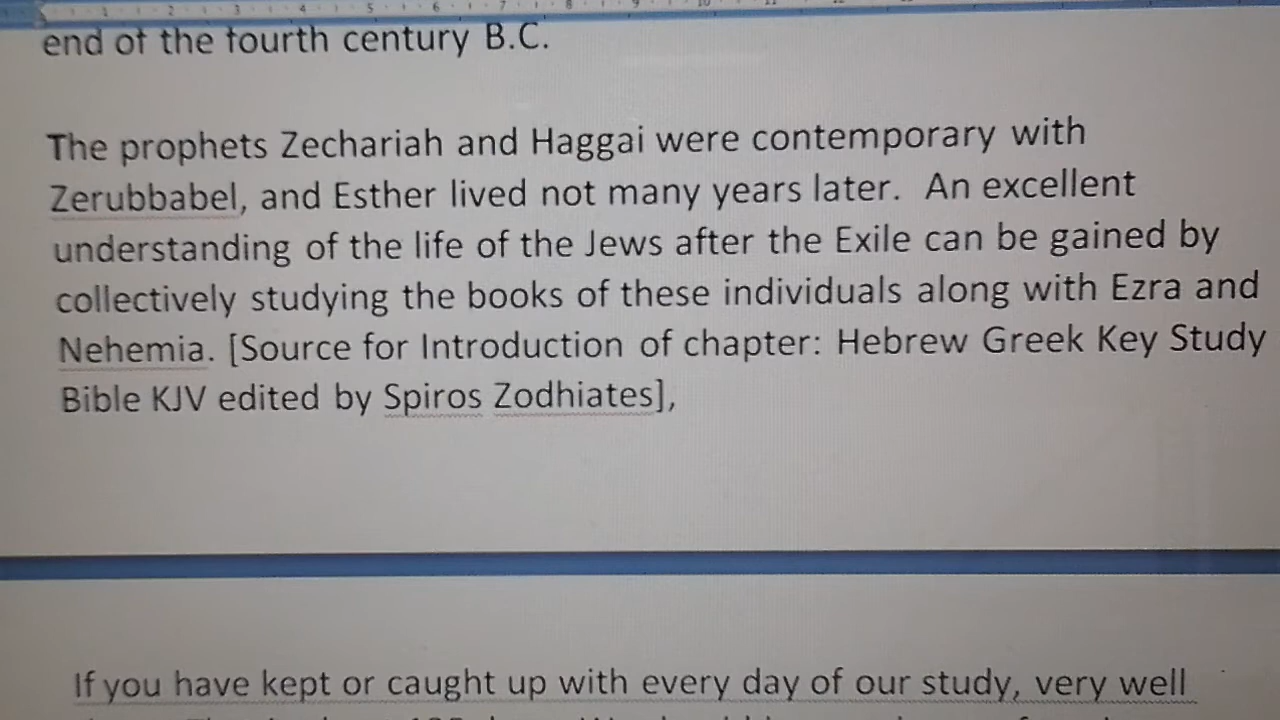 end of the fourth century B.C.
The prophets Zechariah and Haggai were contemporary with
Zerubbabel, and Esther lived not many years later. An excellent
understanding of the life of the Jews after the Exile can be gained by
collectively studying the books of these individuals along with Ezra and
Nehemia. [Source for Introduction of chapter: Hebrew Greek Key Study
Bible KJV edited by Spiros Zodhiates],
If you have kept or caught up with every day of our study, very well